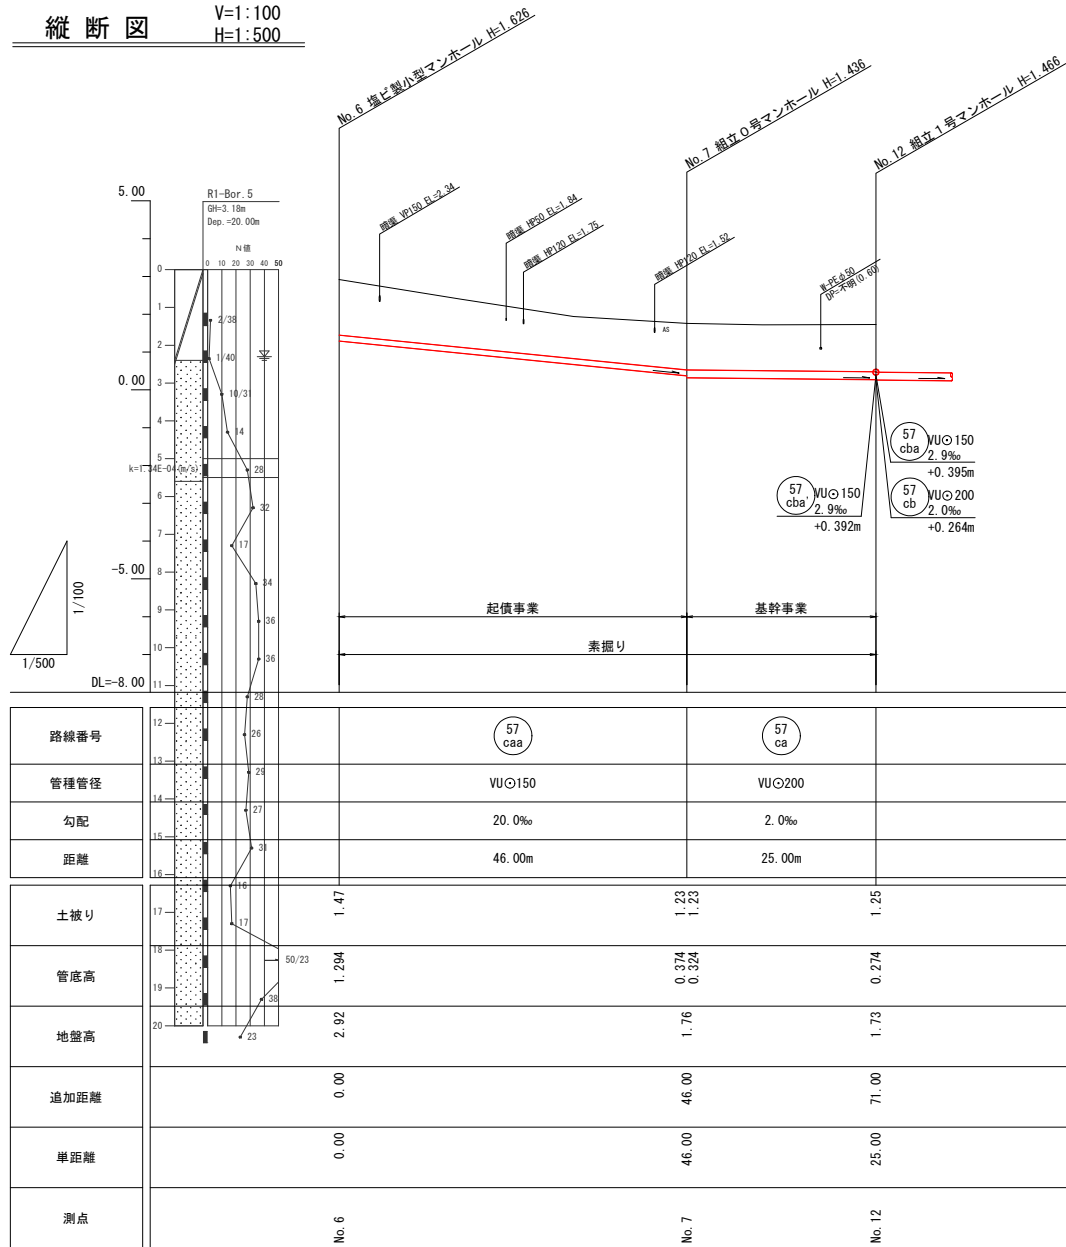 縦断図
V=1:100
H=1:500
No.6 塩ビ製小型マンホール H=1.626
No.7 組立0号マンホール H=1.436
No.12 組立1号マンホール H=1.466
暗渠 VP150 EL=2.34
暗渠 HP50 EL=1.84
暗渠 HP120 EL=1.75
暗渠 HP120 EL=1.52
W-PEφ50
DP=不明(0.60)
AS
5.00
0.00
-5.00
DL=-8.00
1/100
1/500
R1-Bor.5
GH=3.18m
Dep.=20.00m
N値
0 10 20 30 40 50
0
1
2
3
4
5
6
7
8
9
10
11
12
13
14
15
16
17
18
19
20
2/38
1/40
10/31
14
28
32
17
34
36
36
28
26
29
27
31
16
17
50/23
38
23
k=1.34E-04(m/s)
57 cba VU⊙150
2.9‰
+0.395m
57 cba' VU⊙150
2.9‰
+0.392m
57 cb VU⊙200
2.0‰
+0.264m
起債事業 基幹事業
素掘り
路線番号 57 caa 57 ca
管種管径 VU⊙150 VU⊙200
勾配 20.0‰ 2.0‰
距離 46.00m 25.00m
土被り 1.47 1.23 1.23 1.25
管底高 1.294 0.374 0.324 0.274
地盤高 2.92 1.76 1.73
追加距離 0.00 46.00 71.00
単距離 0.00 46.00 25.00
測点 No.6 No.7 No.12